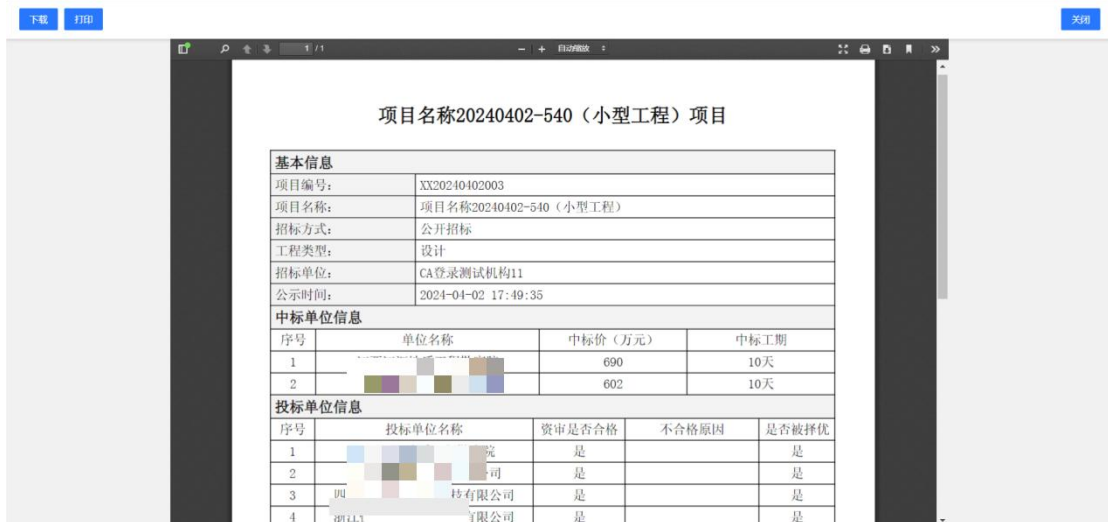 下载 打印 关闭
1 / 1 自动缩放
项目名称20240402-540（小型工程）项目
基本信息
项目编号： XX20240402003
项目名称： 项目名称20240402-540（小型工程）
招标方式： 公开招标
工程类型： 设计
招标单位： CA登录测试机构11
公示时间： 2024-04-02 17:49:35
中标单位信息
序号 单位名称 中标价（万元） 中标工期
1 690 10天
2 602 10天
投标单位信息
序号 投标单位名称 资审是否合格 不合格原因 是否被择优
1 院 是 是
2 司 是 是
3 四 技有限公司 是 是
4 浙江 有限公司 是 是